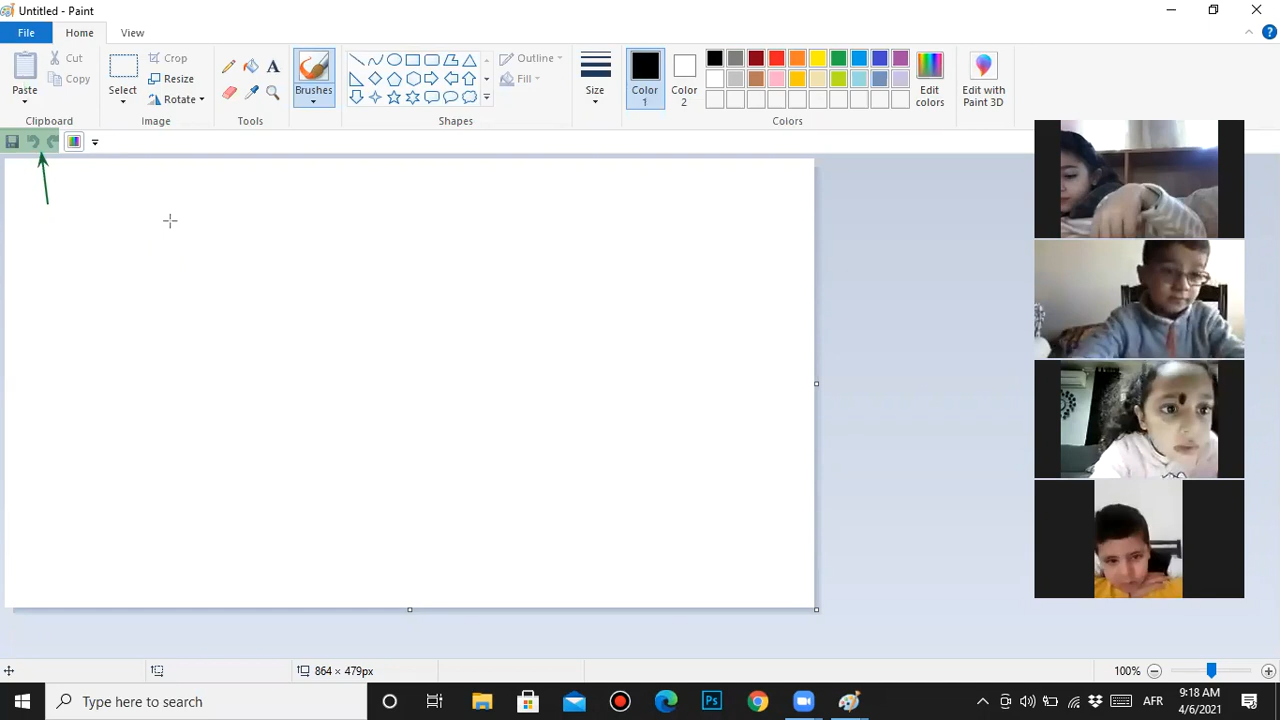 Untitled - Paint
File Home View
Paste
Cut
Copy
Clipboard
Select
Crop
Resize
Rotate
Image
A
Tools
Brushes
Shapes
Outline
Fill
Size
Color 1
Color 2
Edit colors
Edit with Paint 3D
Colors
864 × 479px
100%
Type here to search
Ps
AFR
9:18 AM
4/6/2021